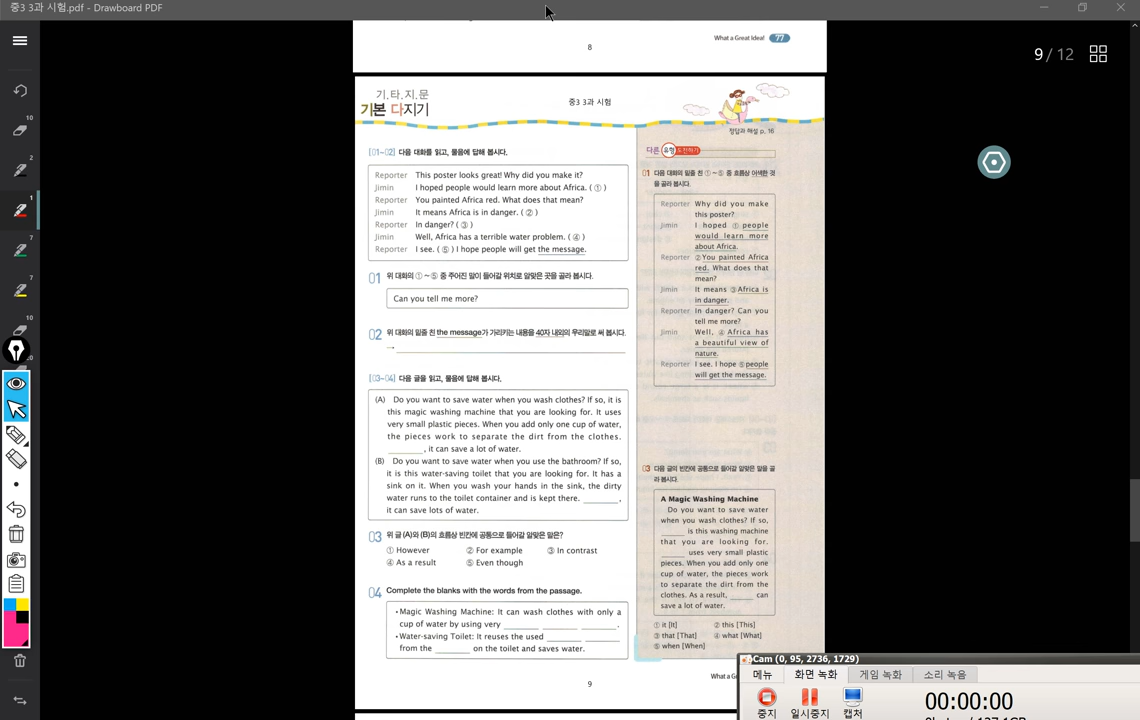 중3 3과 시험.pdf - Drawboard PDF
What a Great Idea! 77
8
9 / 12
기,타,지,문
기본 다지기
중3 3과 시험
정답과 해설 p. 16
[01~02] 다음 대화를 읽고, 물음에 답해 봅시다.
Reporter This poster looks great! Why did you make it?
Jimin I hoped people would learn more about Africa. ( ① )
Reporter You painted Africa red. What does that mean?
Jimin It means Africa is in danger. ( ② )
Reporter In danger? ( ③ )
Jimin Well, Africa has a terrible water problem. ( ④ )
Reporter I see. ( ⑤ ) I hope people will get the message.
01 위 대화의 ① ~ ⑤ 중 주어진 말이 들어갈 위치로 알맞은 곳을 골라 봅시다.
Can you tell me more?
02 위 대화의 밑줄 친 the message가 가리키는 내용을 40자 내외의 우리말로 써 봅시다.
→
[03~04] 다음 글을 읽고, 물음에 답해 봅시다.
(A) Do you want to save water when you wash clothes? If so, it is
this magic washing machine that you are looking for. It uses
very small plastic pieces. When you add only one cup of water,
the pieces work to separate the dirt from the clothes.
________, it can save a lot of water.
(B) Do you want to save water when you use the bathroom? If so,
it is this water-saving toilet that you are looking for. It has a
sink on it. When you wash your hands in the sink, the dirty
water runs to the toilet container and is kept there. ________,
it can save lots of water.
03 위 글 (A)와 (B)의 흐름상 빈칸에 공통으로 들어갈 알맞은 말은?
① However ② For example ③ In contrast
④ As a result ⑤ Even though
04 Complete the blanks with the words from the passage.
• Magic Washing Machine: It can wash clothes with only a
cup of water by using very ________ ________ ________.
• Water-saving Toilet: It reuses the used ________ ________
from the ________ on the toilet and saves water.
9
다른 유형 도전하기
01 다음 대화의 밑줄 친 ① ~ ⑤ 중 흐름상 어색한 것
을 골라 봅시다.
Reporter Why did you make
this poster?
Jimin I hoped ① people
would learn more
about Africa.
Reporter ② You painted Africa
red. What does that
mean?
Jimin It means ③ Africa is
in danger.
Reporter In danger? Can you
tell me more?
Jimin Well, ④ Africa has
a beautiful view of
nature.
Reporter I see. I hope ⑤ people
will get the message.
03 다음 글의 빈칸에 공통으로 들어갈 알맞은 말을 골
라 봅시다.
A Magic Washing Machine
Do you want to save water
when you wash clothes? If so,
______ is this washing machine
that you are looking for.
______ uses very small plastic
pieces. When you add only one
cup of water, the pieces work
to separate the dirt from the
clothes. As a result, ______ can
save a lot of water.
① it [It] ② this [This]
③ that [That] ④ what [What]
⑤ when [When]
What a G
10
2
1
7
7
10
oCam (0, 95, 2736, 1729)
메뉴 화면 녹화 게임 녹화 소리 녹음
중지 일시중지 캡처
00:00:00